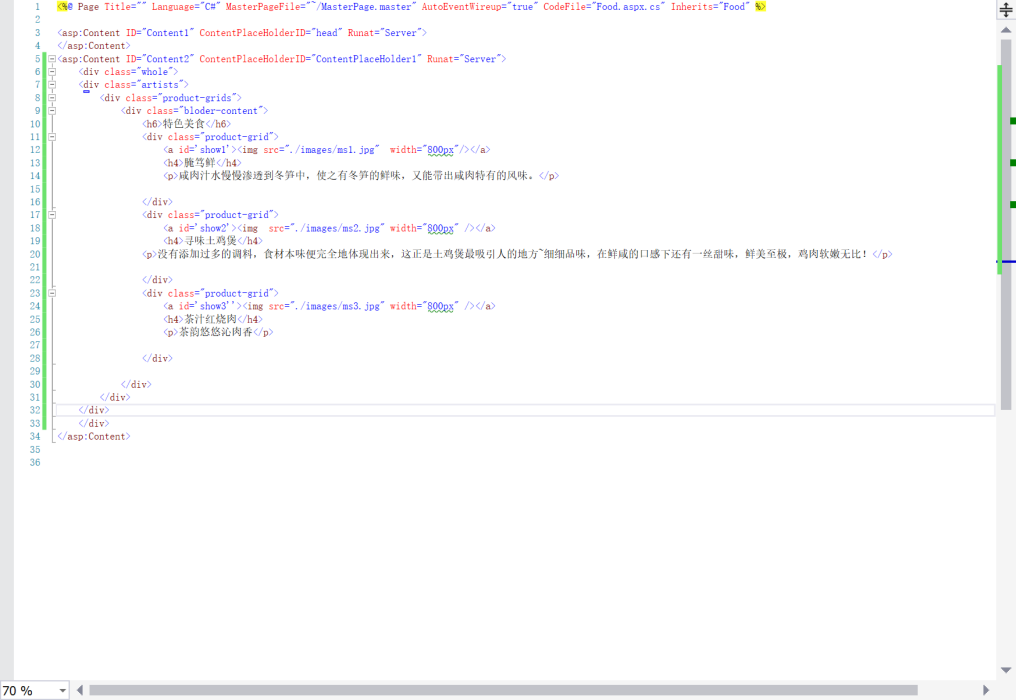 1 <%@ Page Title="" Language="C#" MasterPageFile="~/MasterPage.master" AutoEventWireup="true" CodeFile="Food.aspx.cs" Inherits="Food" %>
2
3 <asp:Content ID="Content1" ContentPlaceHolderID="head" Runat="Server">
4 </asp:Content>
5 <asp:Content ID="Content2" ContentPlaceHolderID="ContentPlaceHolder1" Runat="Server">
6 <div class="whole">
7 <div class="artists">
8 <div class="product-grids">
9 <div class="bloder-content">
10 <h6>特色美食</h6>
11 <div class="product-grid">
12 <a id='show1'><img src="./images/ms1.jpg" width="800px"/></a>
13 <h4>腌笃鲜</h4>
14 <p>咸肉汁水慢慢渗透到冬笋中，使之有冬笋的鲜味，又能带出咸肉特有的风味。</p>
15
16 </div>
17 <div class="product-grid">
18 <a id='show2'><img src="./images/ms2.jpg" width="800px" /></a>
19 <h4>寻味土鸡煲</h4>
20 <p>没有添加过多的调料，食材本味便完全地体现出来，这正是土鸡煲最吸引人的地方~细细品味，在鲜咸的口感下还有一丝甜味，鲜美至极，鸡肉软嫩无比！</p>
21
22 </div>
23 <div class="product-grid">
24 <a id='show3''><img src="./images/ms3.jpg" width="800px" /></a>
25 <h4>茶汁红烧肉</h4>
26 <p>茶韵悠悠沁肉香</p>
27
28 </div>
29
30 </div>
31 </div>
32 </div>
33 </div>
34 </asp:Content>
35
36
70 %